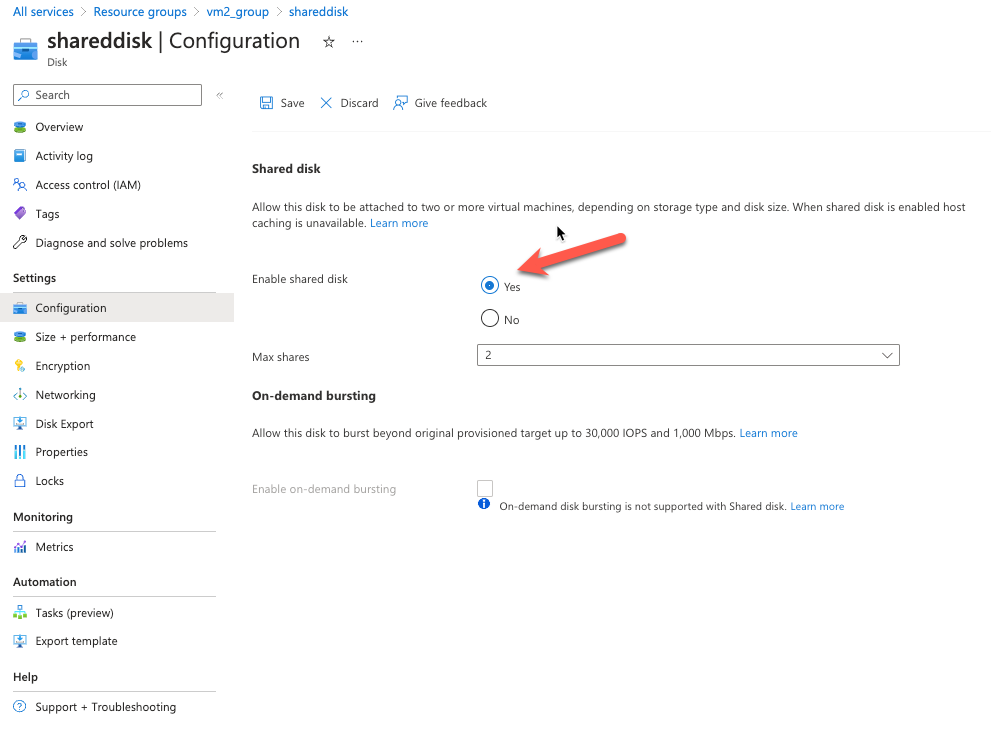 All services > Resource groups > vm2_group > shareddisk
shareddisk | Configuration ☆ ...
Disk
Search «
Save Discard Give feedback
Overview
Activity log
Access control (IAM)
Tags
Diagnose and solve problems
Settings
Configuration
Size + performance
Encryption
Networking
Disk Export
Properties
Locks
Monitoring
Metrics
Automation
Tasks (preview)
Export template
Help
Support + Troubleshooting
Shared disk
Allow this disk to be attached to two or more virtual machines, depending on storage type and disk size. When shared disk is enabled host
caching is unavailable. Learn more
Enable shared disk
Yes
No
Max shares 2
On-demand bursting
Allow this disk to burst beyond original provisioned target up to 30,000 IOPS and 1,000 Mbps. Learn more
Enable on-demand bursting
On-demand disk bursting is not supported with Shared disk. Learn more